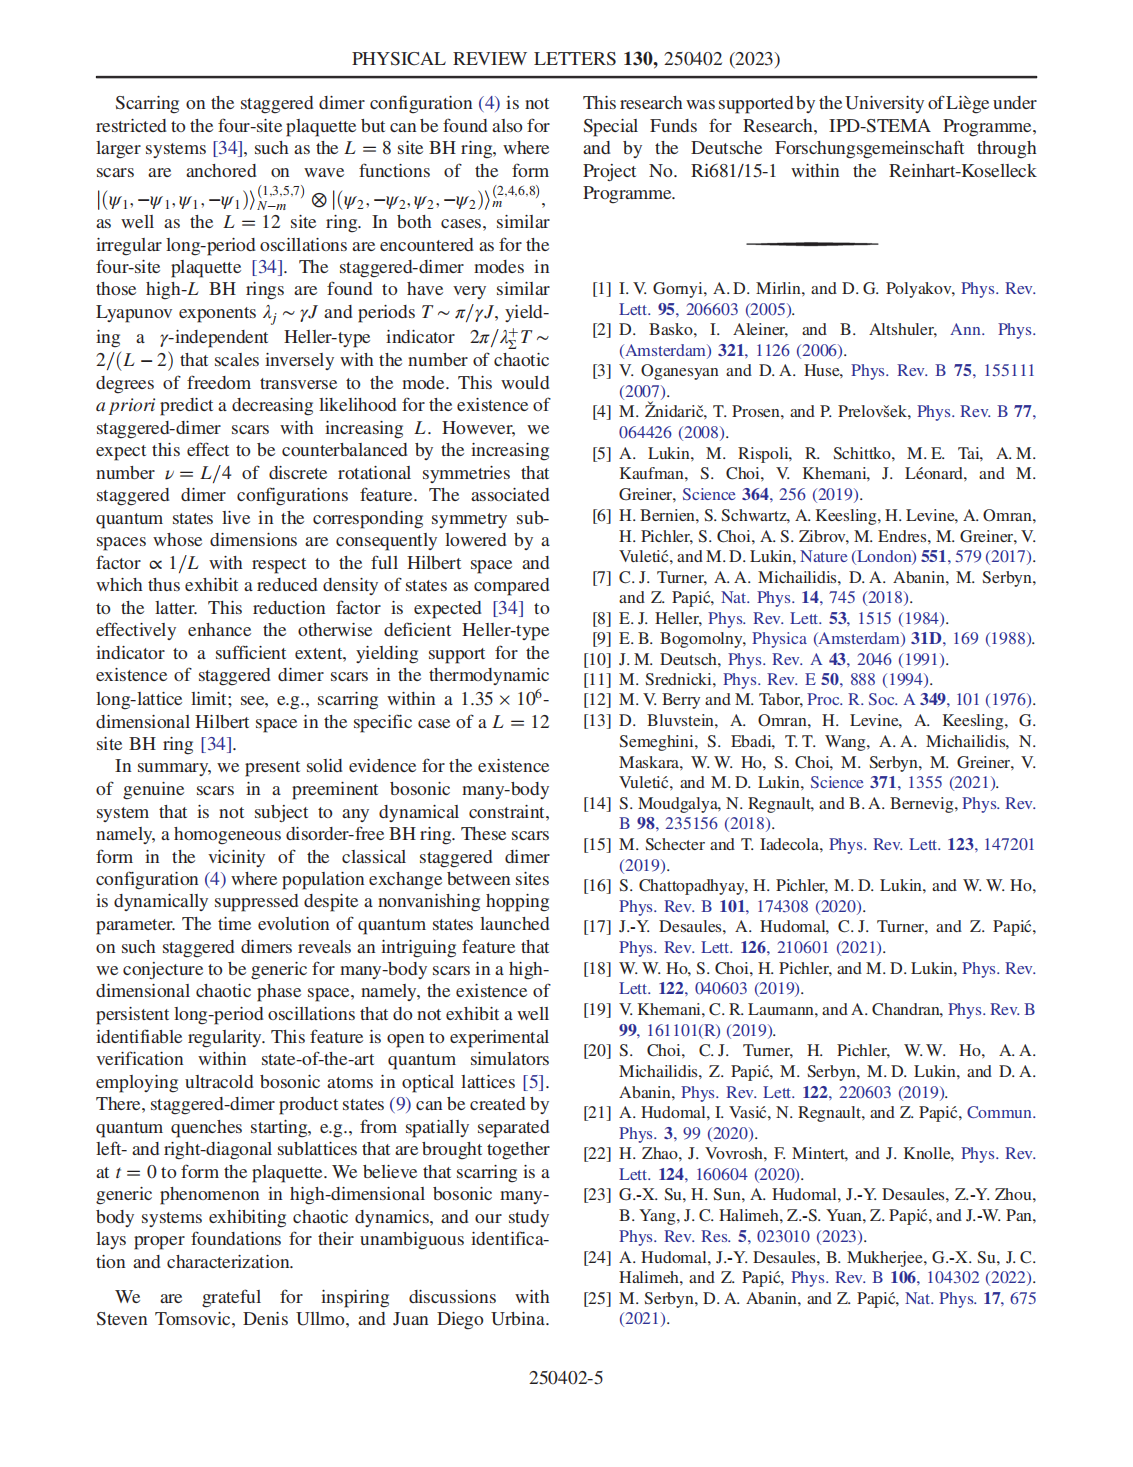 PHYSICAL REVIEW LETTERS 130, 250402 (2023)
Scarring on the staggered dimer configuration (4) is not
restricted to the four-site plaquette but can be found also for
larger systems [34], such as the L = 8 site BH ring, where
scars are anchored on wave functions of the form
|(ψ₁, −ψ₁, ψ₁, −ψ₁)⟩_{N−m}^{(1,3,5,7)} ⊗ |(ψ₂, −ψ₂, ψ₂, −ψ₂)⟩_m^{(2,4,6,8)},
as well as the L = 12 site ring. In both cases, similar
irregular long-period oscillations are encountered as for the
four-site plaquette [34]. The staggered-dimer modes in
those high-L BH rings are found to have very similar
Lyapunov exponents λ_j ∼ γJ and periods T ∼ π/γJ, yield-
ing a γ-independent Heller-type indicator 2π/λ_Σ^+ T ∼
2/(L − 2) that scales inversely with the number of chaotic
degrees of freedom transverse to the mode. This would
a priori predict a decreasing likelihood for the existence of
staggered-dimer scars with increasing L. However, we
expect this effect to be counterbalanced by the increasing
number ν = L/4 of discrete rotational symmetries that
staggered dimer configurations feature. The associated
quantum states live in the corresponding symmetry sub-
spaces whose dimensions are consequently lowered by a
factor ∝ 1/L with respect to the full Hilbert space and
which thus exhibit a reduced density of states as compared
to the latter. This reduction factor is expected [34] to
effectively enhance the otherwise deficient Heller-type
indicator to a sufficient extent, yielding support for the
existence of staggered dimer scars in the thermodynamic
long-lattice limit; see, e.g., scarring within a 1.35 × 10⁶-
dimensional Hilbert space in the specific case of a L = 12
site BH ring [34].
In summary, we present solid evidence for the existence
of genuine scars in a preeminent bosonic many-body
system that is not subject to any dynamical constraint,
namely, a homogeneous disorder-free BH ring. These scars
form in the vicinity of the classical staggered dimer
configuration (4) where population exchange between sites
is dynamically suppressed despite a nonvanishing hopping
parameter. The time evolution of quantum states launched
on such staggered dimers reveals an intriguing feature that
we conjecture to be generic for many-body scars in a high-
dimensional chaotic phase space, namely, the existence of
persistent long-period oscillations that do not exhibit a well
identifiable regularity. This feature is open to experimental
verification within state-of-the-art quantum simulators
employing ultracold bosonic atoms in optical lattices [5].
There, staggered-dimer product states (9) can be created by
quantum quenches starting, e.g., from spatially separated
left- and right-diagonal sublattices that are brought together
at t = 0 to form the plaquette. We believe that scarring is a
generic phenomenon in high-dimensional bosonic many-
body systems exhibiting chaotic dynamics, and our study
lays proper foundations for their unambiguous identifica-
tion and characterization.
We are grateful for inspiring discussions with
Steven Tomsovic, Denis Ullmo, and Juan Diego Urbina.
This research was supported by the University of Liège under
Special Funds for Research, IPD-STEMA Programme,
and by the Deutsche Forschungsgemeinschaft through
Project No. Ri681/15-1 within the Reinhart-Koselleck
Programme.
[1] I. V. Gornyi, A. D. Mirlin, and D. G. Polyakov, Phys. Rev.
Lett. 95, 206603 (2005).
[2] D. Basko, I. Aleiner, and B. Altshuler, Ann. Phys.
(Amsterdam) 321, 1126 (2006).
[3] V. Oganesyan and D. A. Huse, Phys. Rev. B 75, 155111
(2007).
[4] M. Žnidarič, T. Prosen, and P. Prelovšek, Phys. Rev. B 77,
064426 (2008).
[5] A. Lukin, M. Rispoli, R. Schittko, M. E. Tai, A. M.
Kaufman, S. Choi, V. Khemani, J. Léonard, and M.
Greiner, Science 364, 256 (2019).
[6] H. Bernien, S. Schwartz, A. Keesling, H. Levine, A. Omran,
H. Pichler, S. Choi, A. S. Zibrov, M. Endres, M. Greiner, V.
Vuletić, and M. D. Lukin, Nature (London) 551, 579 (2017).
[7] C. J. Turner, A. A. Michailidis, D. A. Abanin, M. Serbyn,
and Z. Papić, Nat. Phys. 14, 745 (2018).
[8] E. J. Heller, Phys. Rev. Lett. 53, 1515 (1984).
[9] E. B. Bogomolny, Physica (Amsterdam) 31D, 169 (1988).
[10] J. M. Deutsch, Phys. Rev. A 43, 2046 (1991).
[11] M. Srednicki, Phys. Rev. E 50, 888 (1994).
[12] M. V. Berry and M. Tabor, Proc. R. Soc. A 349, 101 (1976).
[13] D. Bluvstein, A. Omran, H. Levine, A. Keesling, G.
Semeghini, S. Ebadi, T. T. Wang, A. A. Michailidis, N.
Maskara, W. W. Ho, S. Choi, M. Serbyn, M. Greiner, V.
Vuletić, and M. D. Lukin, Science 371, 1355 (2021).
[14] S. Moudgalya, N. Regnault, and B. A. Bernevig, Phys. Rev.
B 98, 235156 (2018).
[15] M. Schecter and T. Iadecola, Phys. Rev. Lett. 123, 147201
(2019).
[16] S. Chattopadhyay, H. Pichler, M. D. Lukin, and W. W. Ho,
Phys. Rev. B 101, 174308 (2020).
[17] J.-Y. Desaules, A. Hudomal, C. J. Turner, and Z. Papić,
Phys. Rev. Lett. 126, 210601 (2021).
[18] W. W. Ho, S. Choi, H. Pichler, and M. D. Lukin, Phys. Rev.
Lett. 122, 040603 (2019).
[19] V. Khemani, C. R. Laumann, and A. Chandran, Phys. Rev. B
99, 161101(R) (2019).
[20] S. Choi, C. J. Turner, H. Pichler, W. W. Ho, A. A.
Michailidis, Z. Papić, M. Serbyn, M. D. Lukin, and D. A.
Abanin, Phys. Rev. Lett. 122, 220603 (2019).
[21] A. Hudomal, I. Vasić, N. Regnault, and Z. Papić, Commun.
Phys. 3, 99 (2020).
[22] H. Zhao, J. Vovrosh, F. Mintert, and J. Knolle, Phys. Rev.
Lett. 124, 160604 (2020).
[23] G.-X. Su, H. Sun, A. Hudomal, J.-Y. Desaules, Z.-Y. Zhou,
B. Yang, J. C. Halimeh, Z.-S. Yuan, Z. Papić, and J.-W. Pan,
Phys. Rev. Res. 5, 023010 (2023).
[24] A. Hudomal, J.-Y. Desaules, B. Mukherjee, G.-X. Su, J. C.
Halimeh, and Z. Papić, Phys. Rev. B 106, 104302 (2022).
[25] M. Serbyn, D. A. Abanin, and Z. Papić, Nat. Phys. 17, 675
(2021).
250402-5